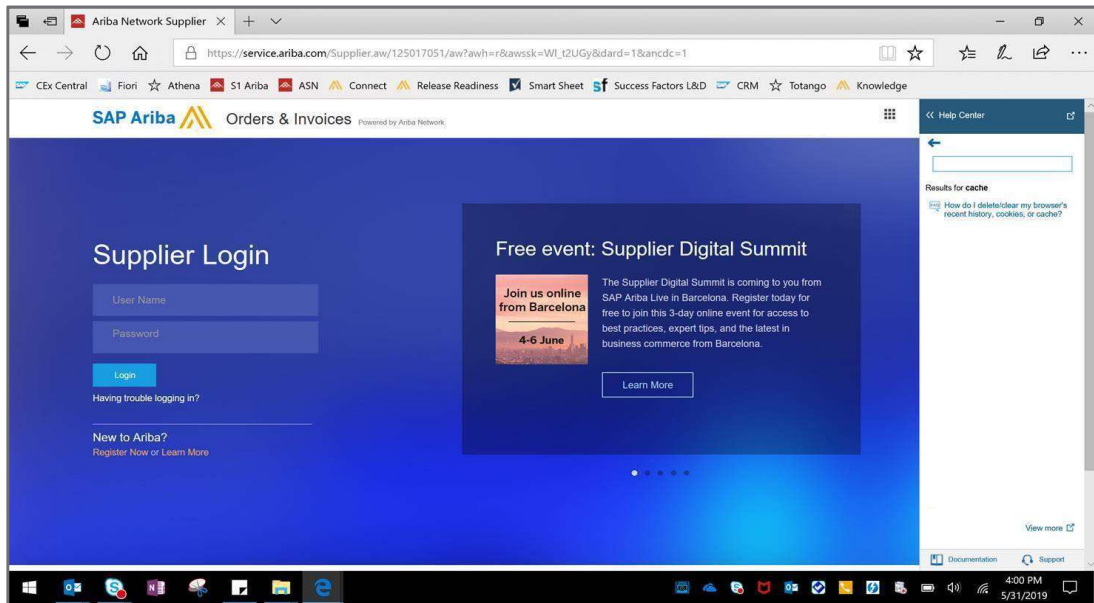 Ariba Network Supplier
https://service.ariba.com/Supplier.aw/125017051/aw?awh=r&awssk=WI_t2UGy&dard=1&ancdc=1
CEx Central Fiori Athena S1 Ariba ASN Connect Release Readiness Smart Sheet Success Factors L&D CRM Totango Knowledge
SAP Ariba Orders & Invoices Powered by Ariba Network
Supplier Login
User Name
Password
Login
Having trouble logging in?
New to Ariba?
Register Now or Learn More
Free event: Supplier Digital Summit
Join us online
from Barcelona
4-6 June
The Supplier Digital Summit is coming to you from
SAP Ariba Live in Barcelona. Register today for
free to join this 3-day online event for access to
best practices, expert tips, and the latest in
business commerce from Barcelona.
Learn More
<< Help Center
Results for cache
FAQ
How do I delete/clear my browser's
recent history, cookies, or cache?
View more
Documentation Support
4:00 PM
5/31/2019